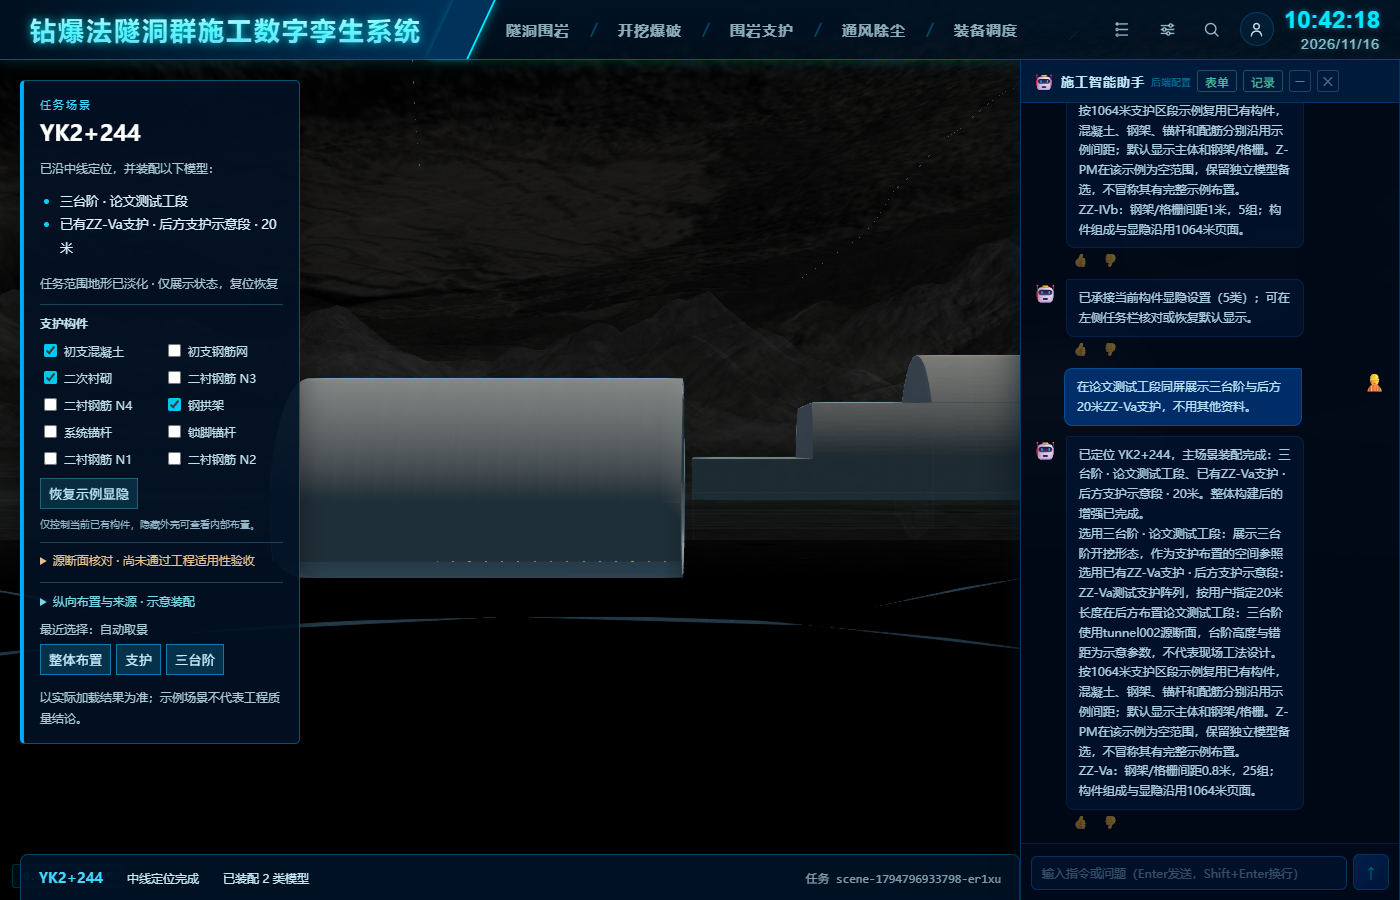 钻爆法隧洞群施工数字孪生系统
隧洞围岩 / 开挖爆破 / 围岩支护 / 通风除尘 / 装备调度
10:42:18
2026/11/16
任务场景
YK2+244
已沿中线定位，并装配以下模型：
三台阶 · 论文测试工段
已有ZZ-Va支护 · 后方支护示意段 · 20
米
任务范围地形已淡化 · 仅展示状态，复位恢复
支护构件
初支混凝土 初支钢筋网
二次衬砌 二衬钢筋 N3
二衬钢筋 N4 钢拱架
系统锚杆 锁脚锚杆
二衬钢筋 N1 二衬钢筋 N2
恢复示例显隐
仅控制当前已有构件，隐藏外壳可查看内部布置。
源断面核对 · 尚未通过工程适用性验收
纵向布置与来源 · 示意装配
最近选择：自动取景
整体布置 支护 三台阶
以实际加载结果为准；示例场景不代表工程质
量结论。
YK2+244 中线定位完成 已装配 2 类模型
任务 scene-1794796933798-er1xu
施工智能助手 后端配置 表单 记录
按1064米支护区段示例复用已有构件，
混凝土、钢架、锚杆和配筋分别沿用示
例间距；默认显示主体和钢架/格栅。Z-
PM在该示例为空范围，保留独立模型备
选，不冒称其有完整示例布置。
ZZ-IVb：钢架/格栅间距1米，5组；构
件组成与显隐沿用1064米页面。
已承接当前构件显隐设置（5类）；可在
左侧任务栏核对或恢复默认显示。
在论文测试工段同屏展示三台阶与后方
20米ZZ-Va支护，不用其他资料。
已定位 YK2+244，主场景装配完成：三
台阶 · 论文测试工段、已有ZZ-Va支护 ·
后方支护示意段 · 20米。整体构建后的
增强已完成。
选用三台阶 · 论文测试工段：展示三台
阶开挖形态，作为支护布置的空间参照
选用已有ZZ-Va支护 · 后方支护示意段：
ZZ-Va测试支护阵列，按用户指定20米
长度在后方布置论文测试工段：三台阶
使用tunnel002源断面，台阶高度与错
距为示意参数，不代表现场工法设计。
按1064米支护区段示例复用已有构件，
混凝土、钢架、锚杆和配筋分别沿用示
例间距；默认显示主体和钢架/格栅。Z-
PM在该示例为空范围，保留独立模型备
选，不冒称其有完整示例布置。
ZZ-Va：钢架/格栅间距0.8米，25组；
构件组成与显隐沿用1064米页面。
输入指令或问题（Enter发送，Shift+Enter换行）